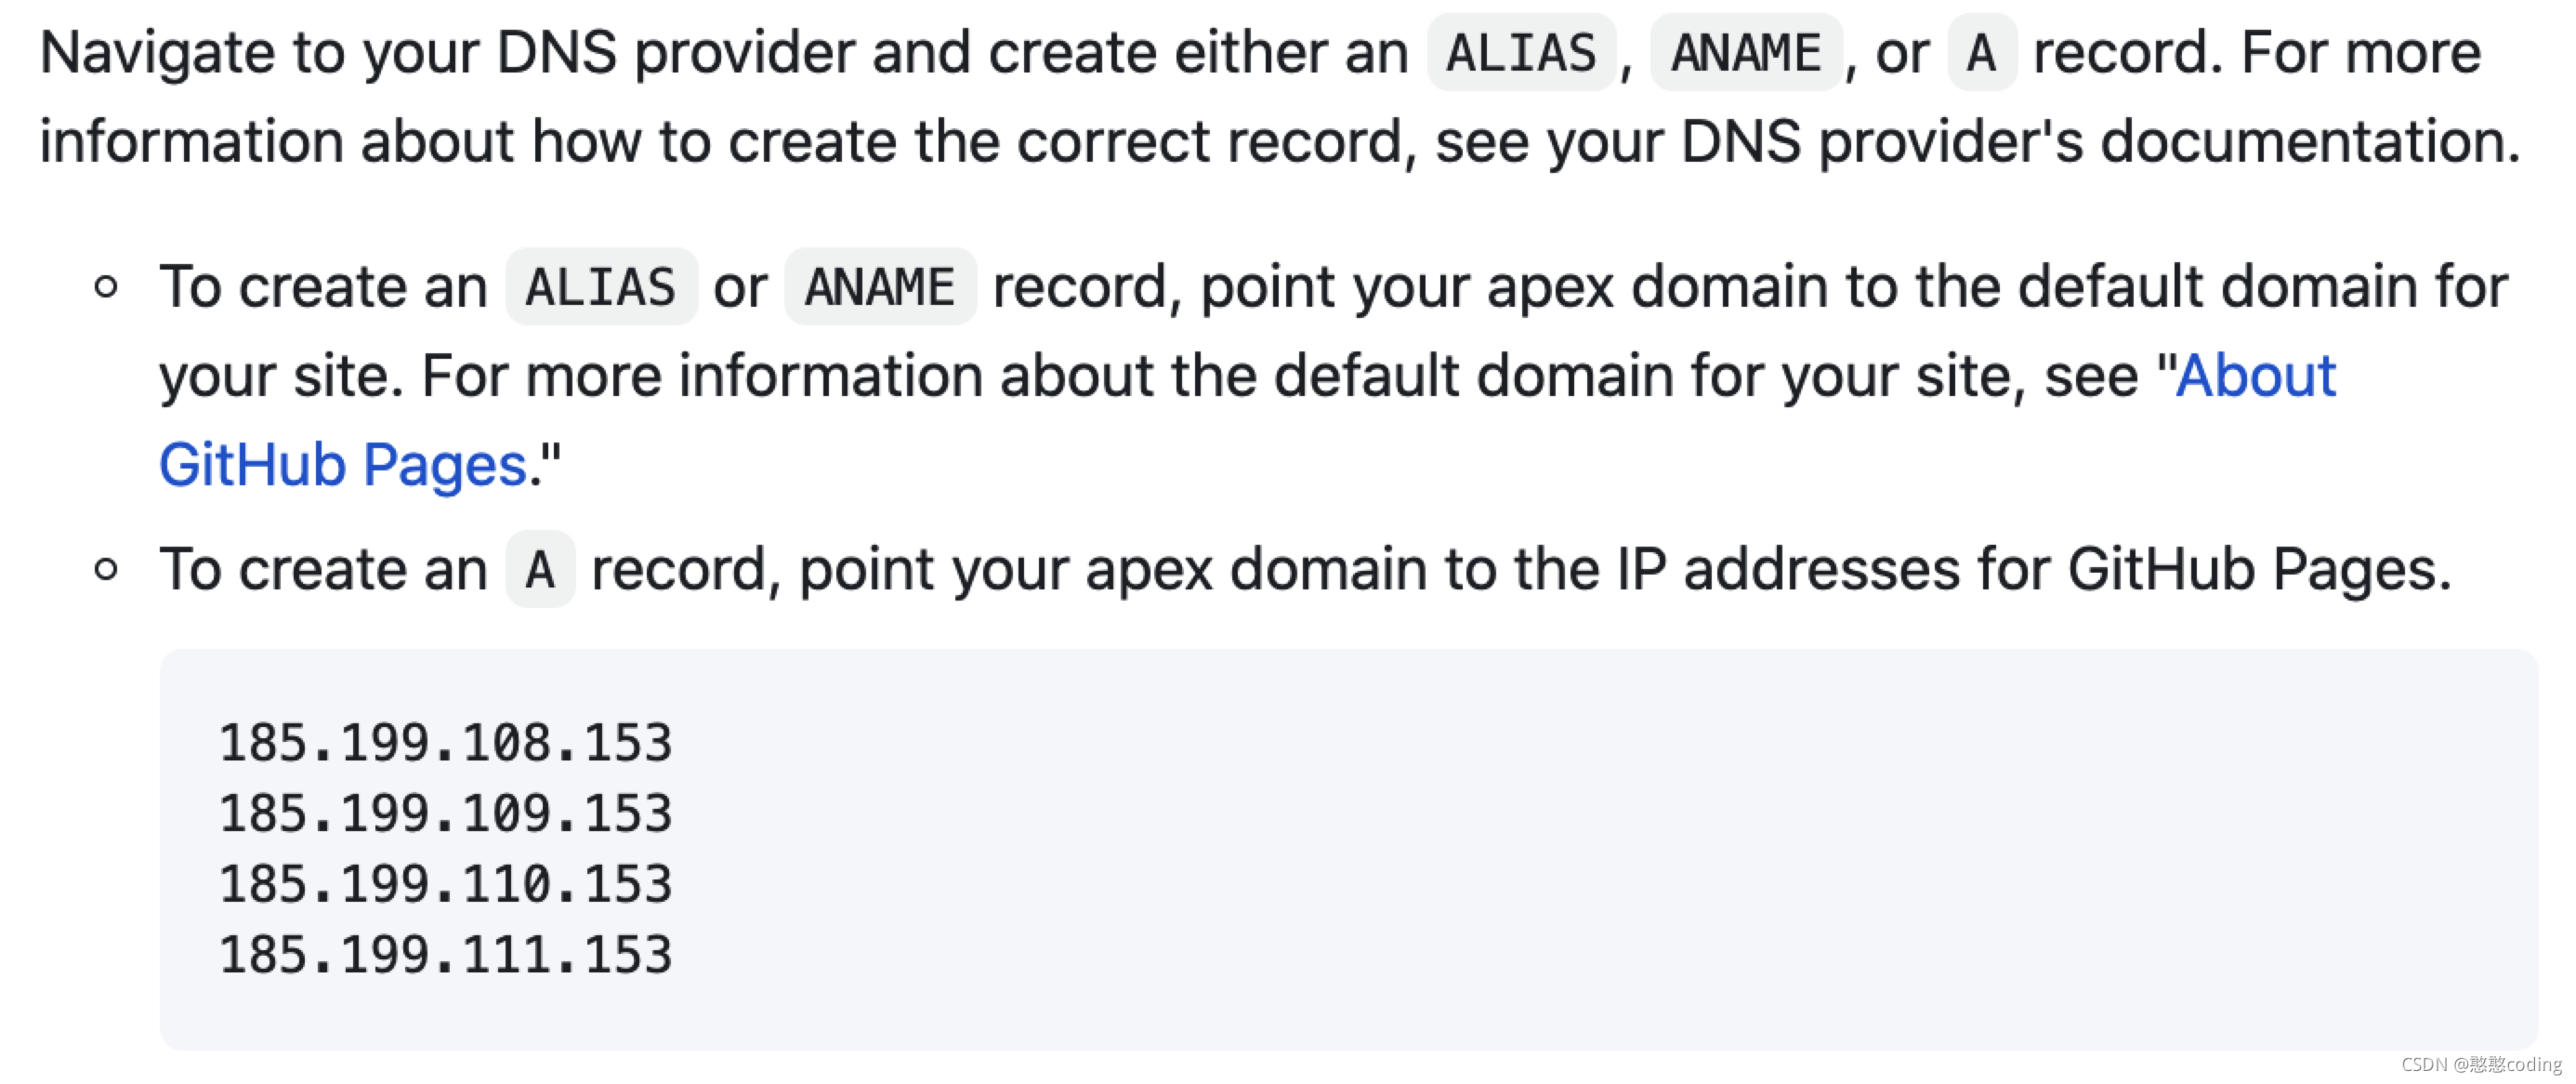 Navigate to your DNS provider and create either an ALIAS, ANAME, or A record. For more
information about how to create the correct record, see your DNS provider's documentation.
To create an ALIAS or ANAME record, point your apex domain to the default domain for
your site. For more information about the default domain for your site, see "About
GitHub Pages."
To create an A record, point your apex domain to the IP addresses for GitHub Pages.
185.199.108.153
185.199.109.153
185.199.110.153
185.199.111.153
CSDN @憨憨coding